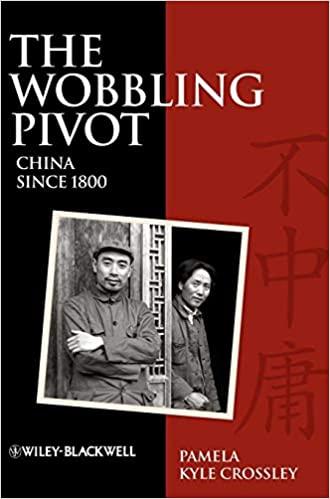 THE
WOBBLING
PIVOT
CHINA
SINCE 1800
不中庸
WILEY-BLACKWELL
PAMELA
KYLE CROSSLEY